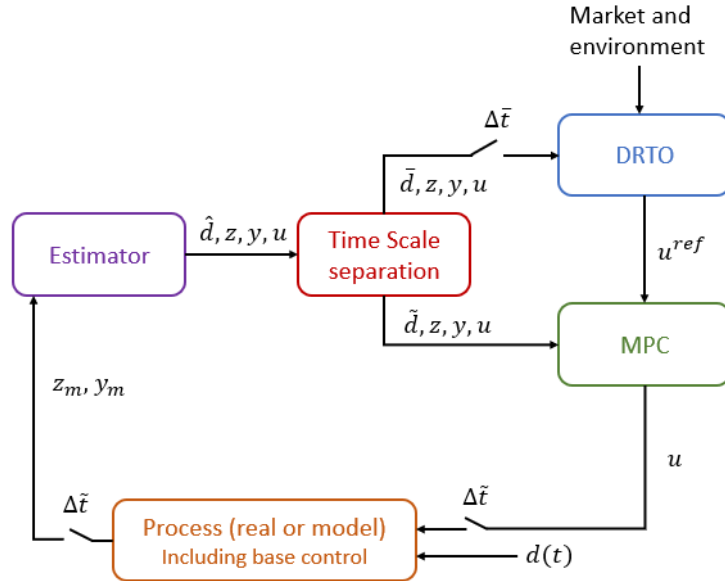 Market and
environment
Δt̄
DRTO
d̄, z, y, u
d̂, z, y, u
Estimator
Time Scale
separation
u^{ref}
d̃, z, y, u
MPC
z_m, y_m
u
Δt̃
Δt̃
Process (real or model)
Including base control
d(t)